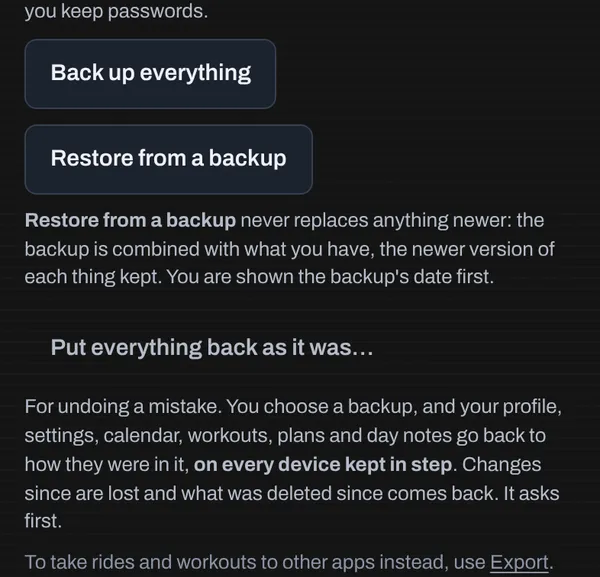 you keep passwords.
Back up everything
Restore from a backup
Restore from a backup never replaces anything newer: the
backup is combined with what you have, the newer version of
each thing kept. You are shown the backup's date first.
Put everything back as it was...
For undoing a mistake. You choose a backup, and your profile,
settings, calendar, workouts, plans and day notes go back to
how they were in it, on every device kept in step. Changes
since are lost and what was deleted since comes back. It asks
first.
To take rides and workouts to other apps instead, use Export.